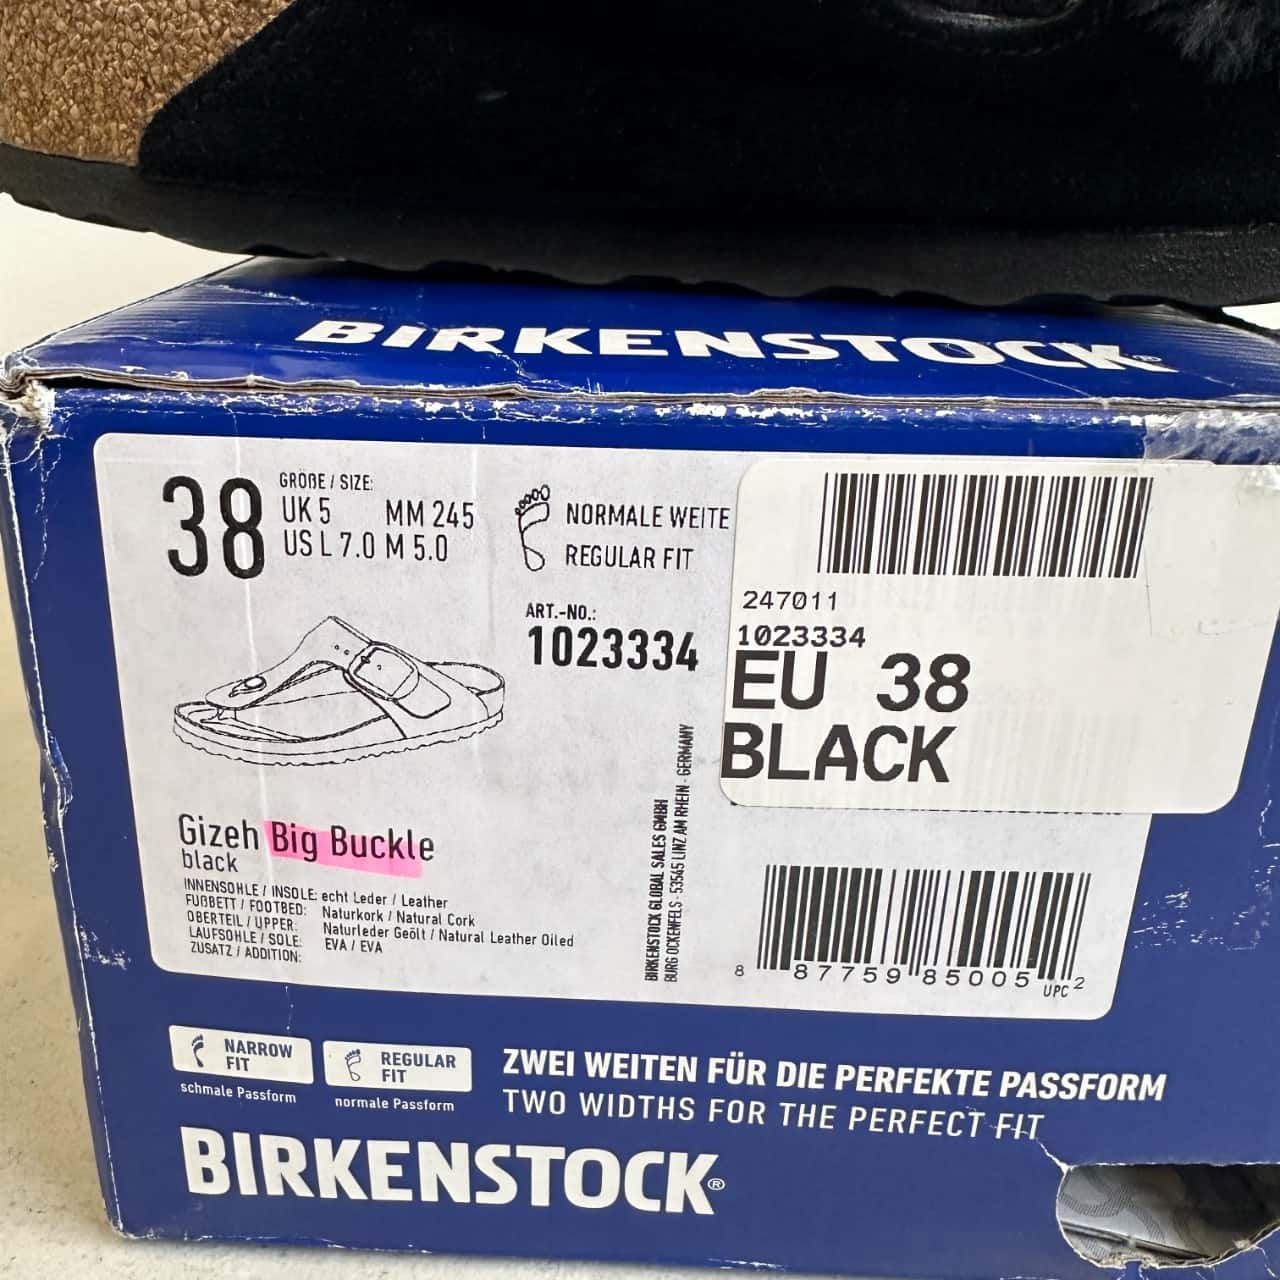 BIRKENSTOCK®
38
GRÖẞE / SIZE:
UK 5 MM 245
US L 7.0 M 5.0
NORMALE WEITE
REGULAR FIT
ART.-NO.:
1023334
247011
1023334
EU 38
BLACK
Gizeh Big Buckle
black
INNENSOHLE / INSOLE: echt Leder / Leather
FUẞBETT / FOOTBED: Naturkork / Natural Cork
OBERTEIL / UPPER: Naturleder Geölt / Natural Leather Oiled
LAUFSOHLE / SOLE: EVA / EVA
ZUSATZ / ADDITION:
BIRKENSTOCK GLOBAL SALES GMBH
BURG OCKENFELS - 53545 LINZ AM RHEIN - GERMANY
8 87759 85005 2
UPC
NARROW
FIT
schmale Passform
REGULAR
FIT
normale Passform
ZWEI WEITEN FÜR DIE PERFEKTE PASSFORM
TWO WIDTHS FOR THE PERFECT FIT
BIRKENSTOCK®